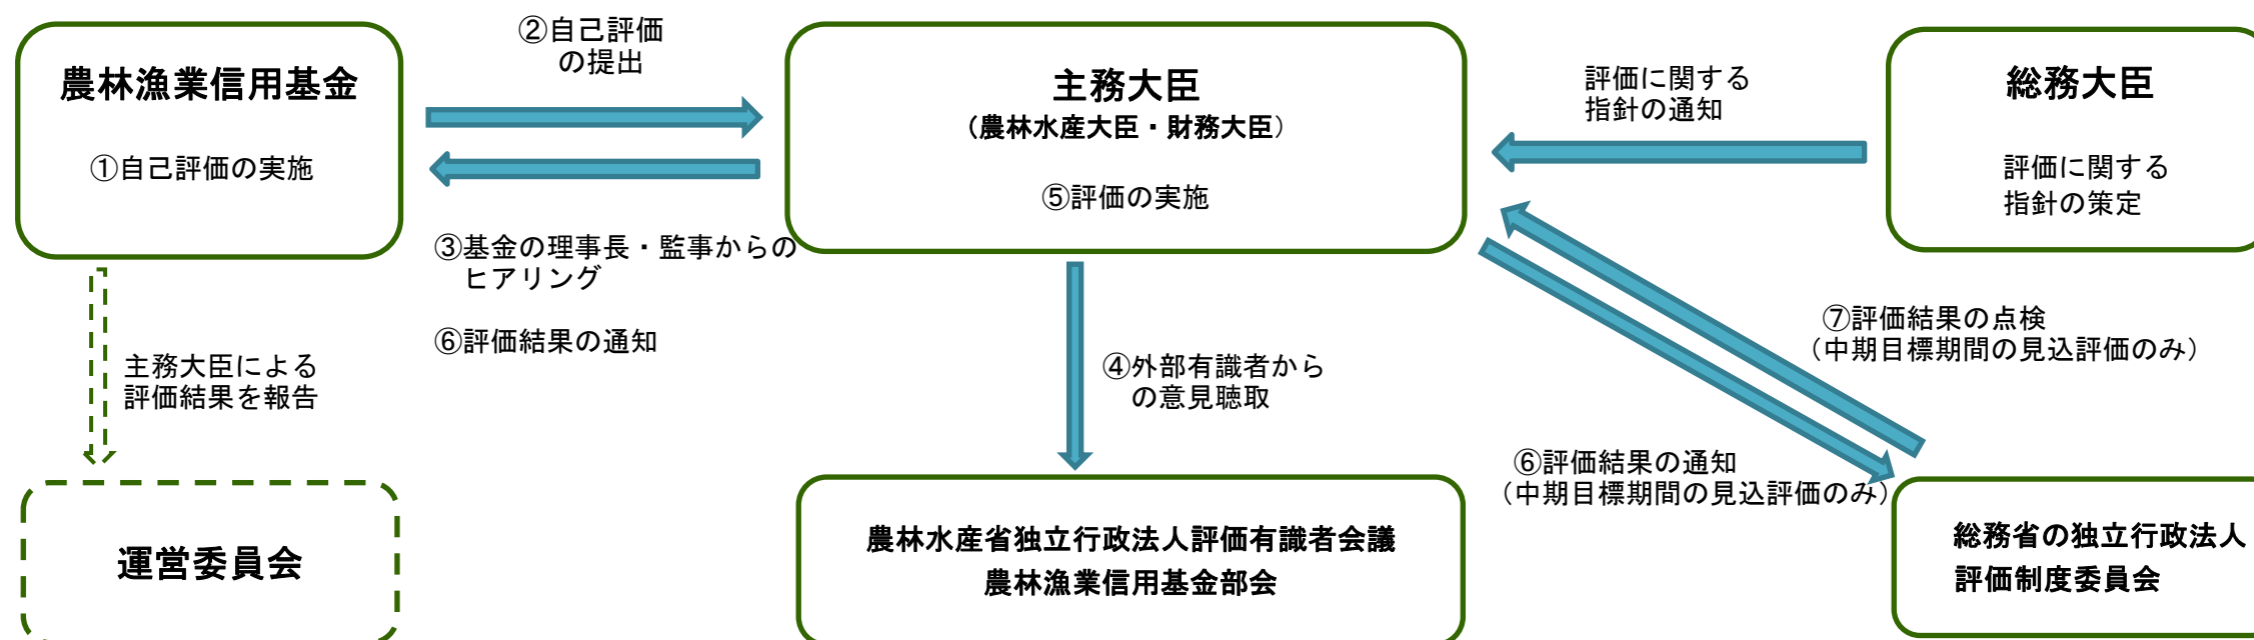 農林漁業信用基金
①自己評価の実施
②自己評価
の提出
③基金の理事長・監事からの
ヒアリング
⑥評価結果の通知
主務大臣
（農林水産大臣・財務大臣）
⑤評価の実施
評価に関する
指針の通知
総務大臣
評価に関する
指針の策定
主務大臣による
評価結果を報告
④外部有識者から
の意見聴取
⑦評価結果の点検
（中期目標期間の見込評価のみ）
⑥評価結果の通知
（中期目標期間の見込評価のみ）
運営委員会
農林水産省独立行政法人評価有識者会議
農林漁業信用基金部会
総務省の独立行政法人
評価制度委員会